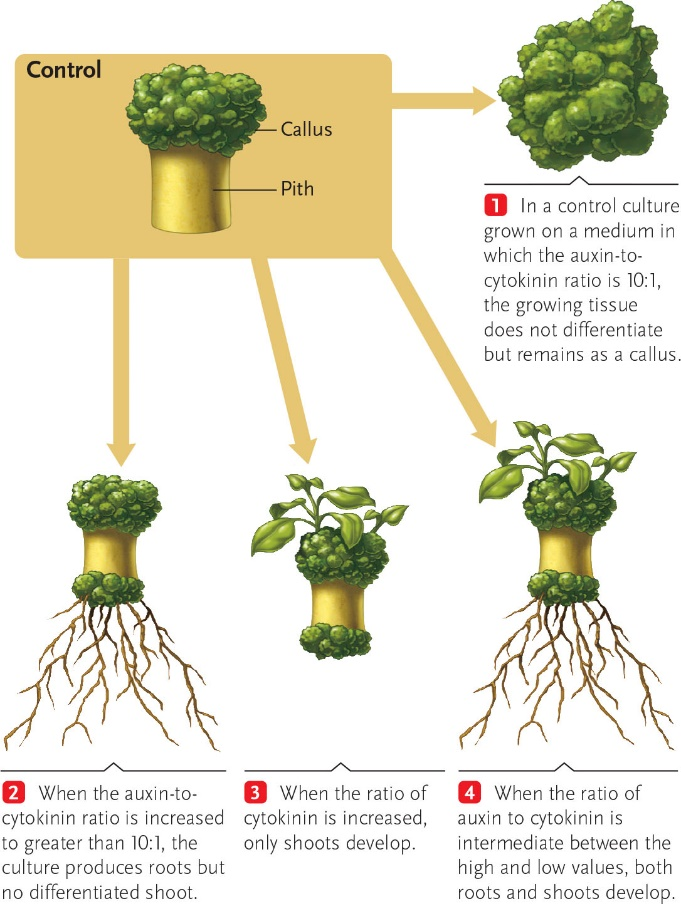 Control
Callus
Pith
1 In a control culture
grown on a medium in
which the auxin-to-
cytokinin ratio is 10:1,
the growing tissue
does not differentiate
but remains as a callus.
2 When the auxin-to-
cytokinin ratio is increased
to greater than 10:1, the
culture produces roots but
no differentiated shoot.
3 When the ratio of
cytokinin is increased,
only shoots develop.
4 When the ratio of
auxin to cytokinin is
intermediate between the
high and low values, both
roots and shoots develop.